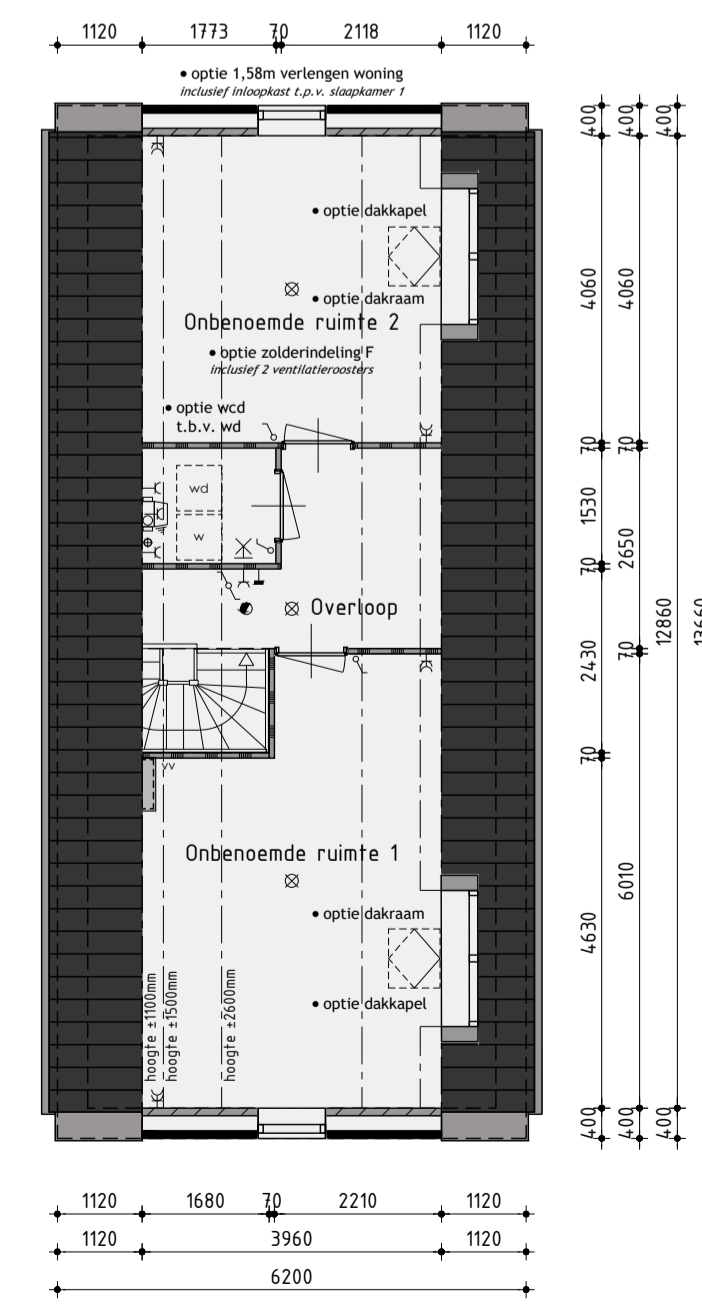 1120 1773 70 2118 1120
• optie 1,58m verlengen woning
inclusief inloopkast t.p.v. slaapkamer 1
400 400 400
• optie dakkapel
• optie dakraam
4060 4060
Onbenoemde ruimte 2
• optie zolderindeling F
inclusief 2 ventilatieroosters
• optie wcd
t.b.v. wd
70 70
wd
1530
w
2650
70
Overloop
12860 13660
2430
70
70
vv
Onbenoemde ruimte 1
6010
• optie dakraam
4630
hoogte ±1100mm
hoogte ±1500mm
hoogte ±2600mm
• optie dakkapel
400 400 400
1120 1680 70 2210 1120
1120 3960 1120
6200